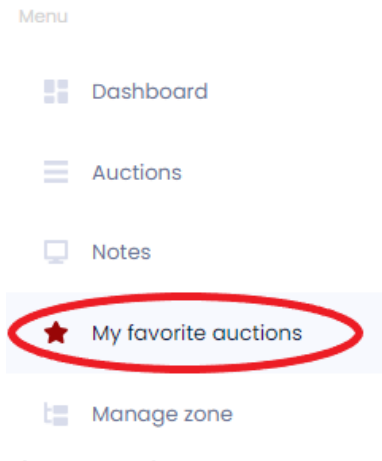 Menu
Dashboard
Auctions
Notes
My favorite auctions
Manage zone